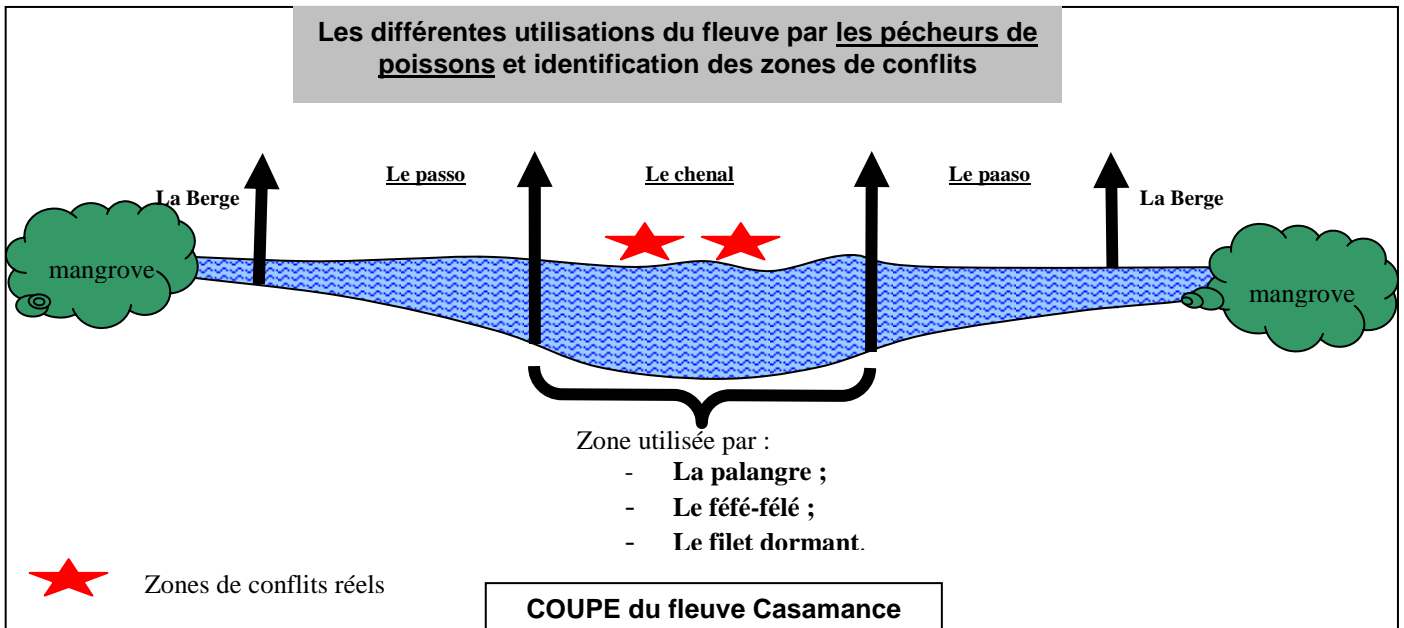 Les différentes utilisations du fleuve par les pécheurs de
poissons et identification des zones de conflits
La Berge
Le passo
Le chenal
Le paaso
La Berge
mangrove
mangrove
Zone utilisée par :
- La palangre ;
- Le féfé-félé ;
- Le filet dormant.
Zones de conflits réels
COUPE du fleuve Casamance